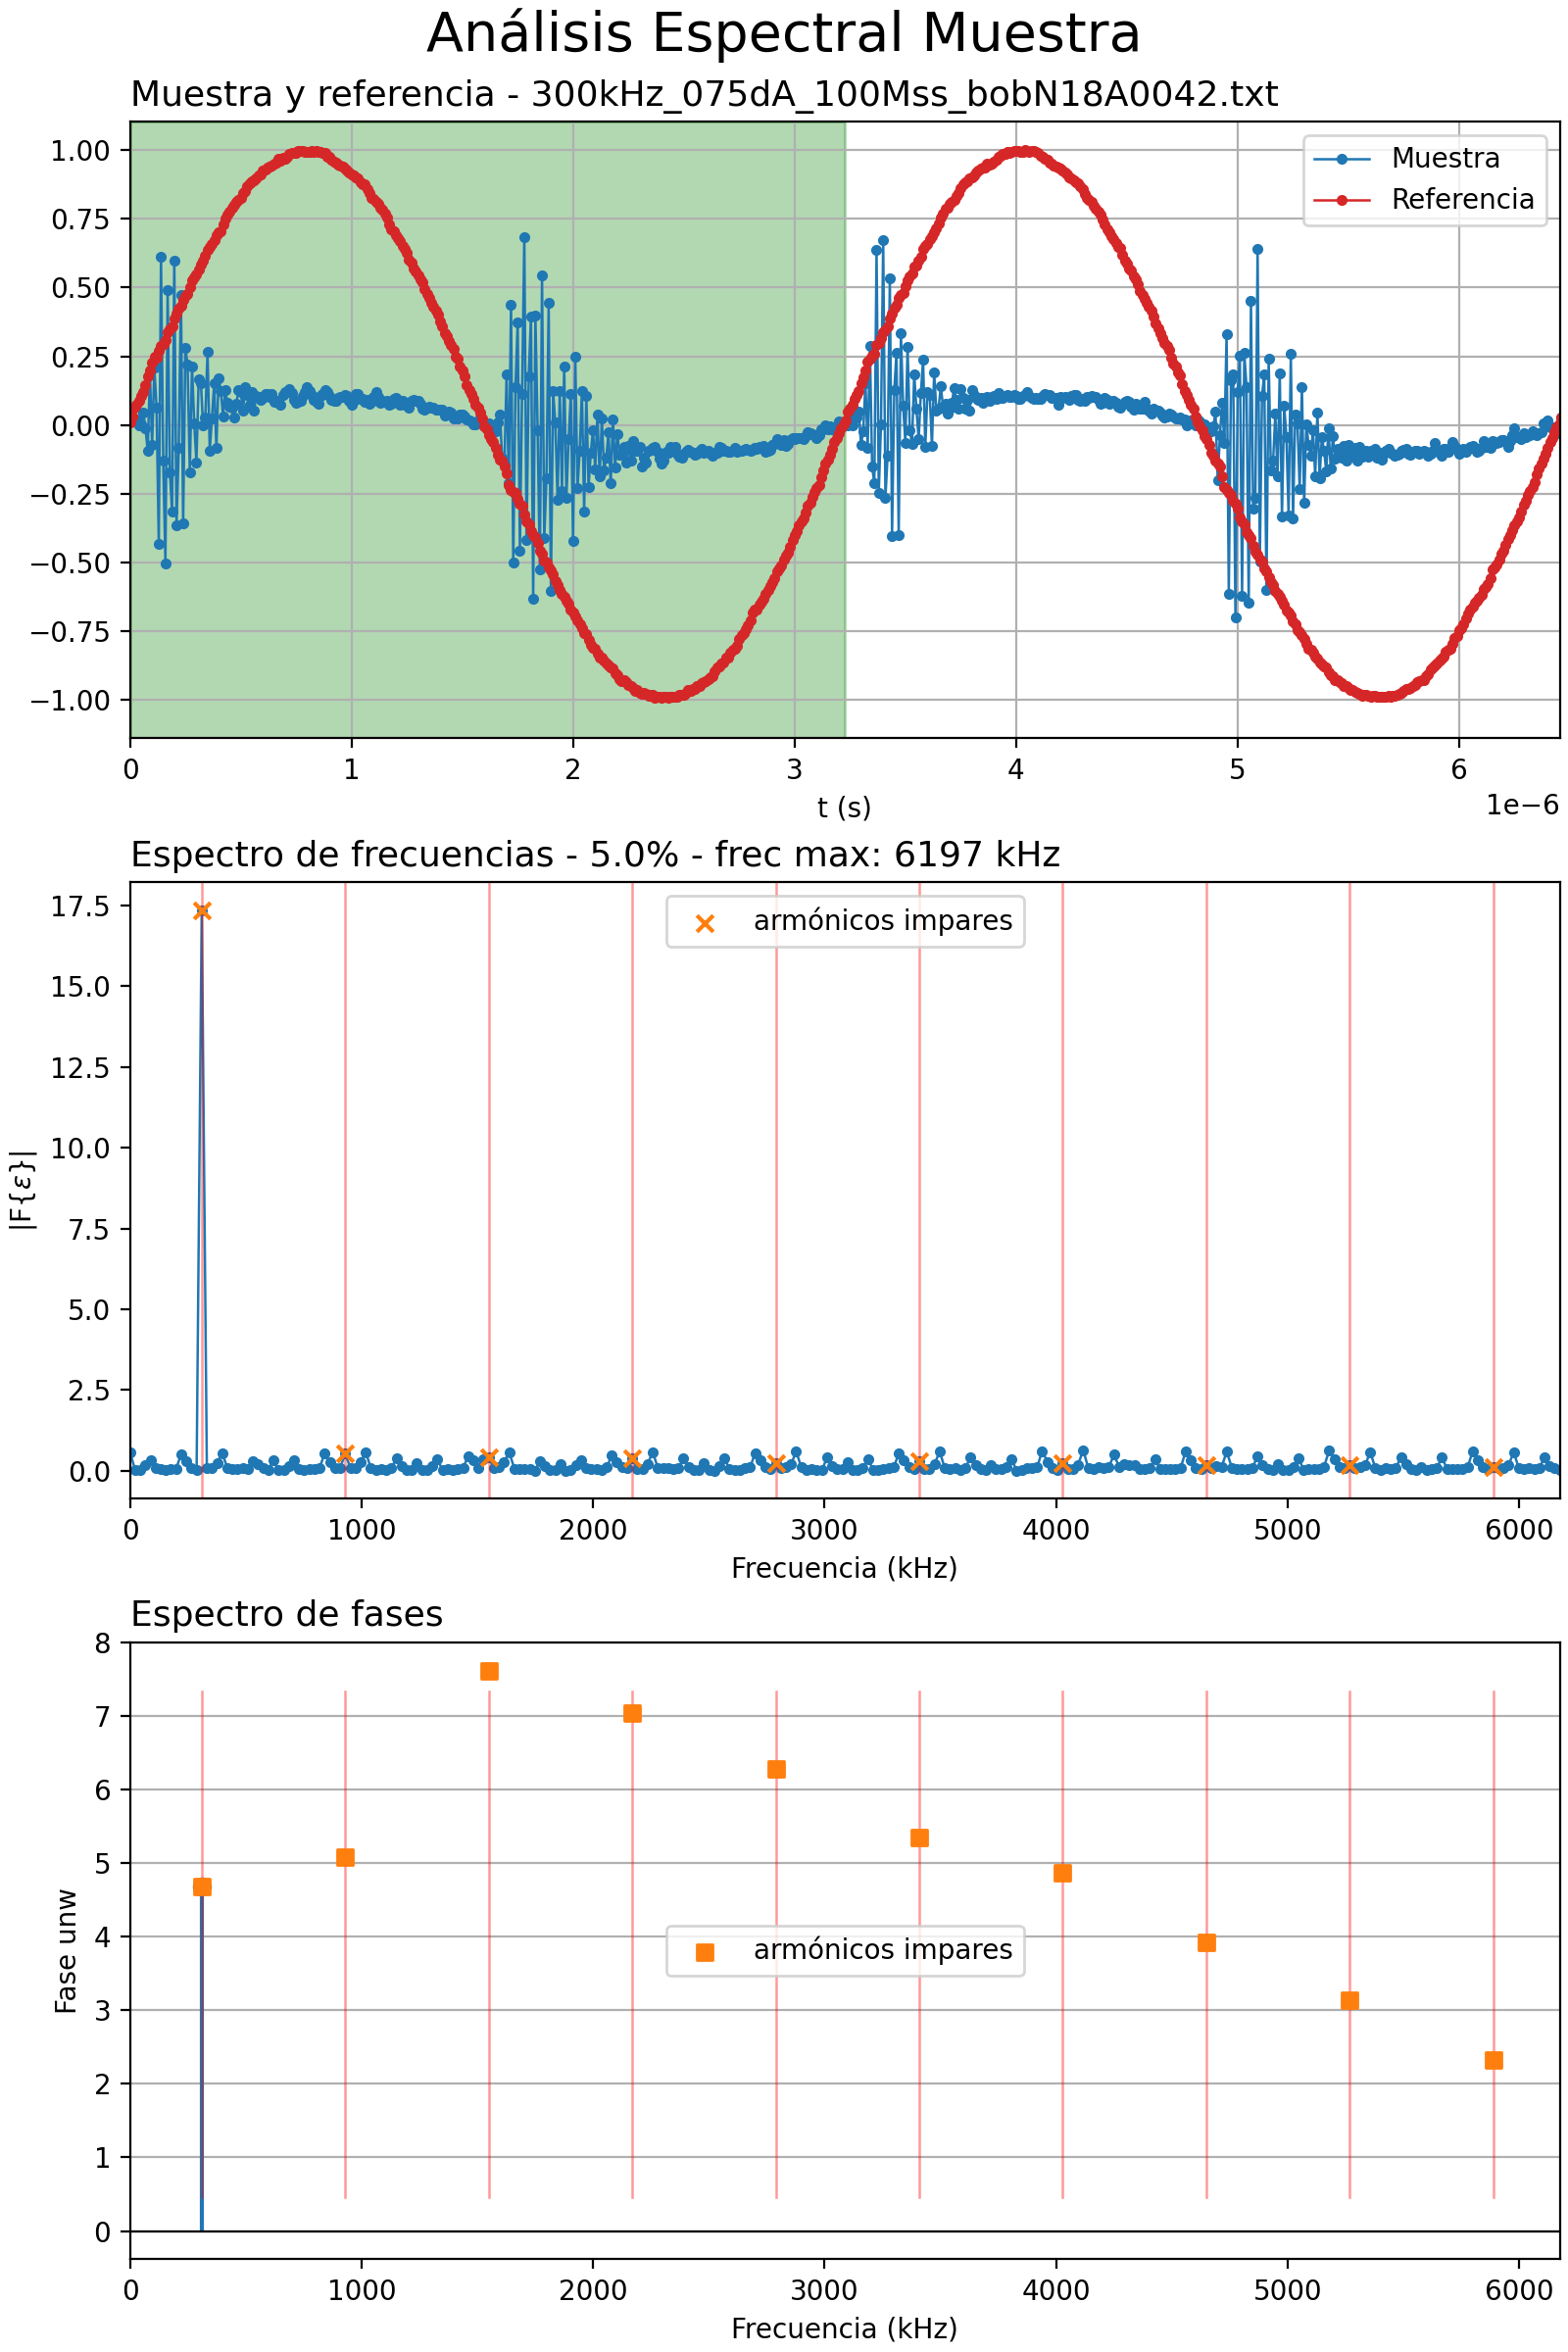 Análisis Espectral Muestra
Muestra y referencia - 300kHz_075dA_100Mss_bobN18A0042.txt
1.00
0.75
0.50
0.25
0.00
−0.25
−0.50
−0.75
−1.00
Muestra
Referencia
0 1 2 3 4 5 6
1e−6
t (s)
Espectro de frecuencias - 5.0% - frec max: 6197 kHz
17.5
15.0
12.5
10.0
7.5
5.0
2.5
0.0
|F{ε}|
armónicos impares
0 1000 2000 3000 4000 5000 6000
Frecuencia (kHz)
Espectro de fases
8
7
6
5
4
3
2
1
0
Fase unw
armónicos impares
0 1000 2000 3000 4000 5000 6000
Frecuencia (kHz)